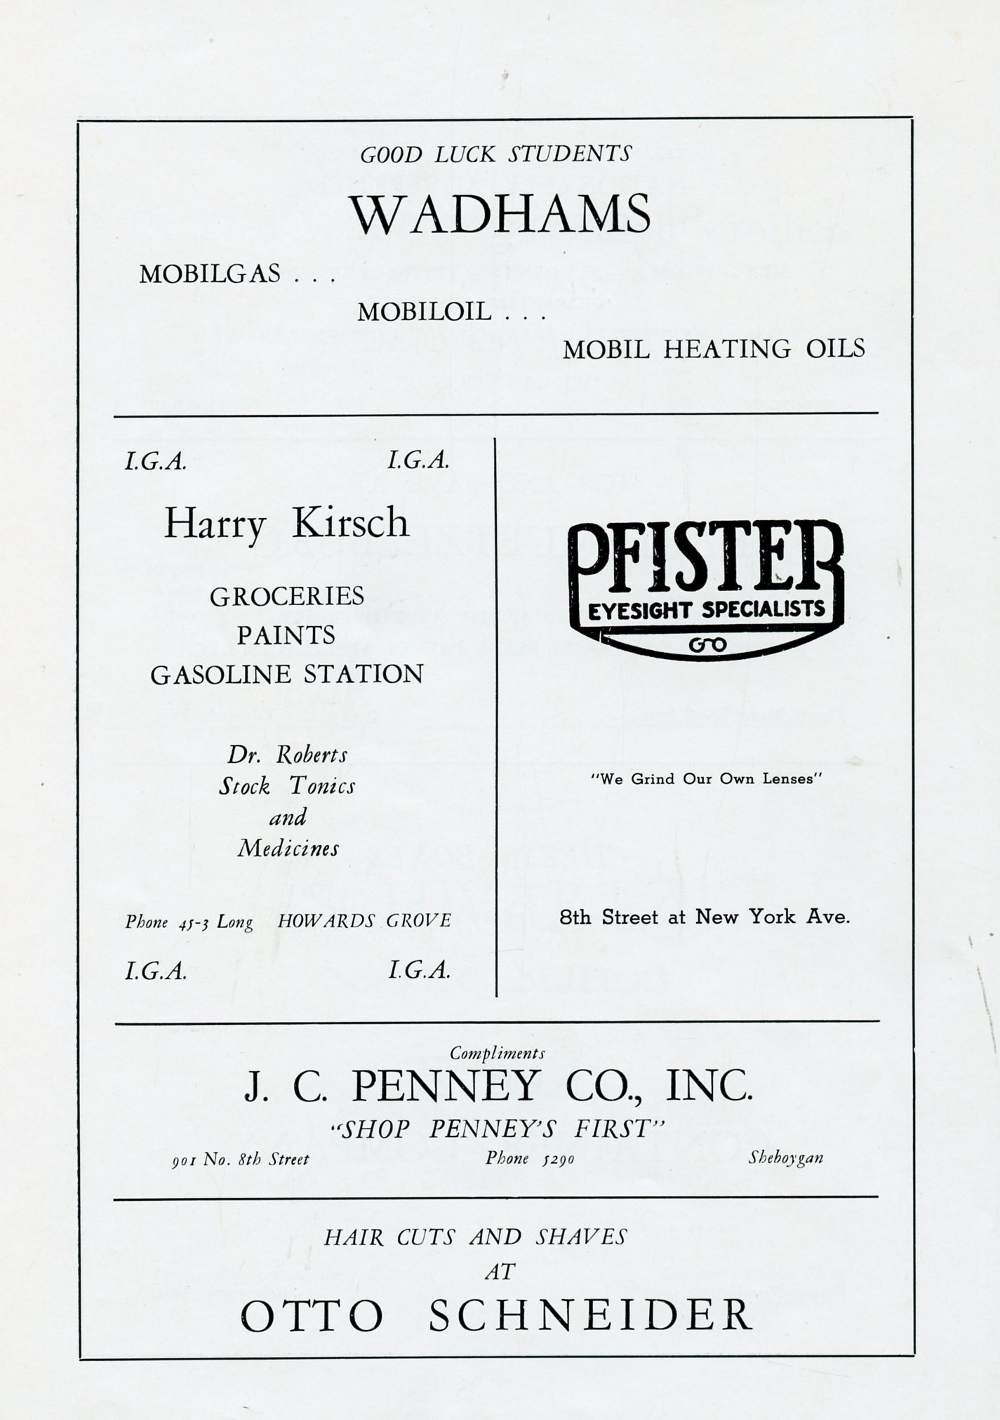 GOOD LUCK STUDENTS
WADHAMS
MOBILGAS . . .
MOBILOIL . . .
MOBIL HEATING OILS
I.G.A. I.G.A.
Harry Kirsch
GROCERIES
PAINTS
GASOLINE STATION
Dr. Roberts
Stock Tonics
and
Medicines
Phone 45-3 Long HOWARDS GROVE
I.G.A. I.G.A.
PFISTER
EYESIGHT SPECIALISTS
"We Grind Our Own Lenses"
8th Street at New York Ave.
Compliments
J. C. PENNEY CO., INC.
"SHOP PENNEY'S FIRST"
901 No. 8th Street Phone 5290 Sheboygan
HAIR CUTS AND SHAVES
AT
OTTO SCHNEIDER